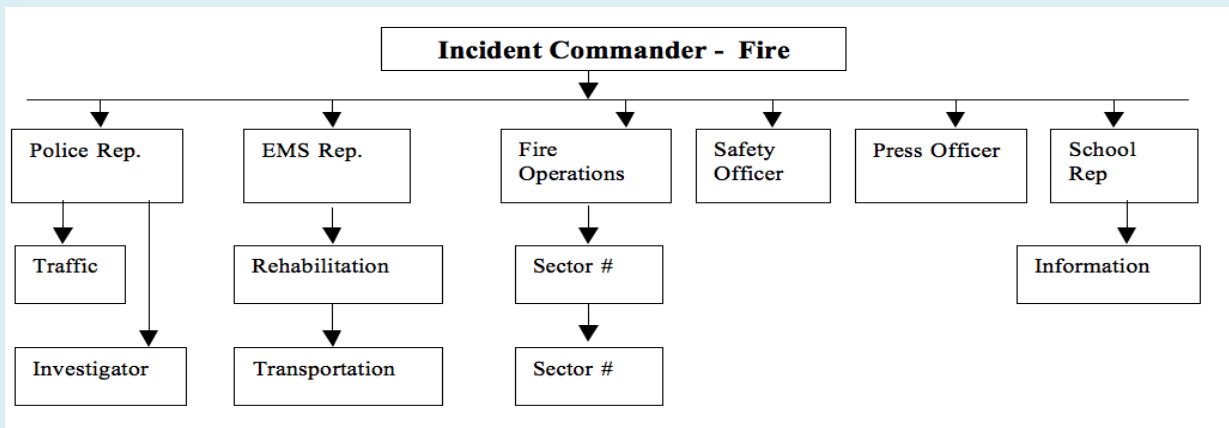 Incident Commander - Fire
Police Rep.
EMS Rep.
Fire
Operations
Safety
Officer
Press Officer
School
Rep
Traffic
Rehabilitation
Sector #
Information
Investigator
Transportation
Sector #